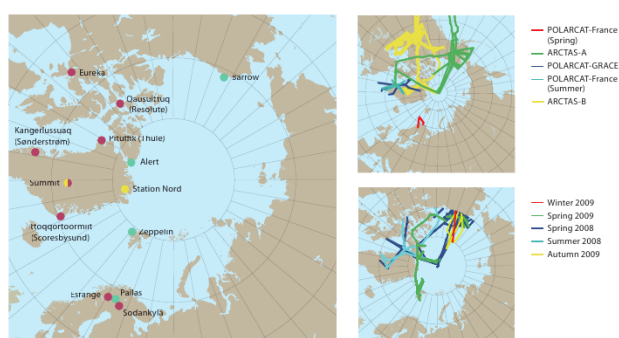 Eureka
Barrow
Qausuittuq
(Resolute)
Kangerlussuaq
(Sønderstrøm)
Pituffik (Thule)
Alert
Summit
Station Nord
Ittoqqortoormiit
(Scoresbysund)
Zeppelin
Esrange
Pallas
Sodankylä
POLARCAT-France
(Spring)
ARCTAS-A
POLARCAT-GRACE
POLARCAT-France
(Summer)
ARCTAS-B
Winter 2009
Spring 2009
Spring 2008
Summer 2008
Autumn 2009